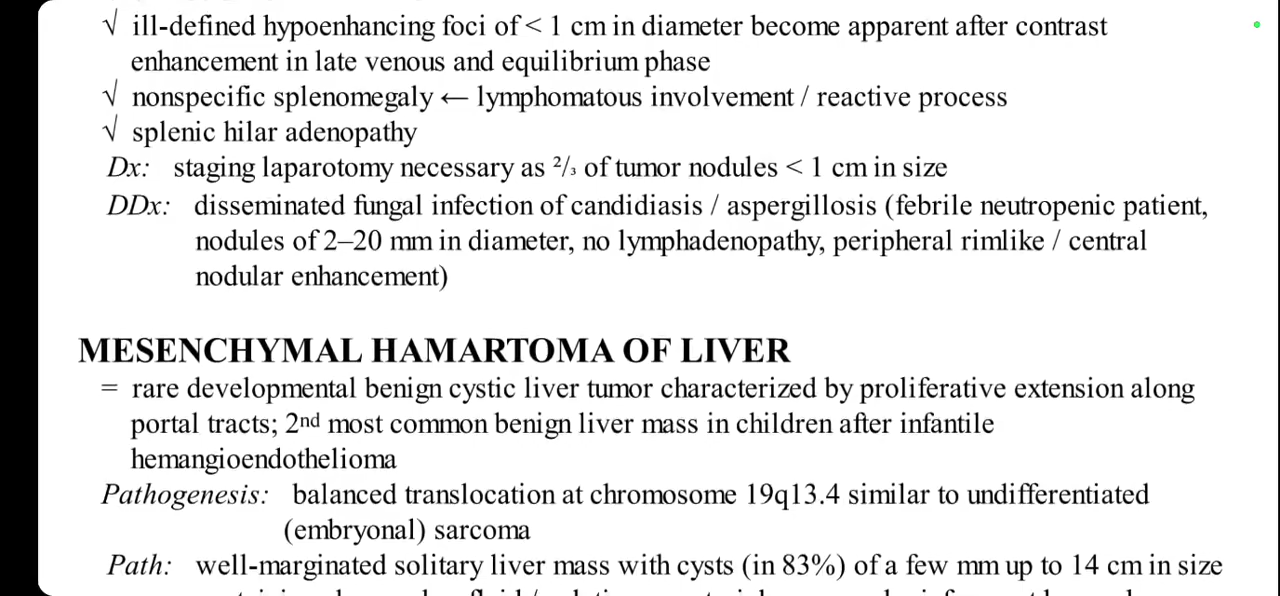 √ ill-defined hypoenhancing foci of < 1 cm in diameter become apparent after contrast
enhancement in late venous and equilibrium phase
√ nonspecific splenomegaly ← lymphomatous involvement / reactive process
√ splenic hilar adenopathy
Dx: staging laparotomy necessary as ²/₃ of tumor nodules < 1 cm in size
DDx: disseminated fungal infection of candidiasis / aspergillosis (febrile neutropenic patient,
nodules of 2–20 mm in diameter, no lymphadenopathy, peripheral rimlike / central
nodular enhancement)
MESENCHYMAL HAMARTOMA OF LIVER
= rare developmental benign cystic liver tumor characterized by proliferative extension along
portal tracts; 2nd most common benign liver mass in children after infantile
hemangioendothelioma
Pathogenesis: balanced translocation at chromosome 19q13.4 similar to undifferentiated
(embryonal) sarcoma
Path: well-marginated solitary liver mass with cysts (in 83%) of a few mm up to 14 cm in size